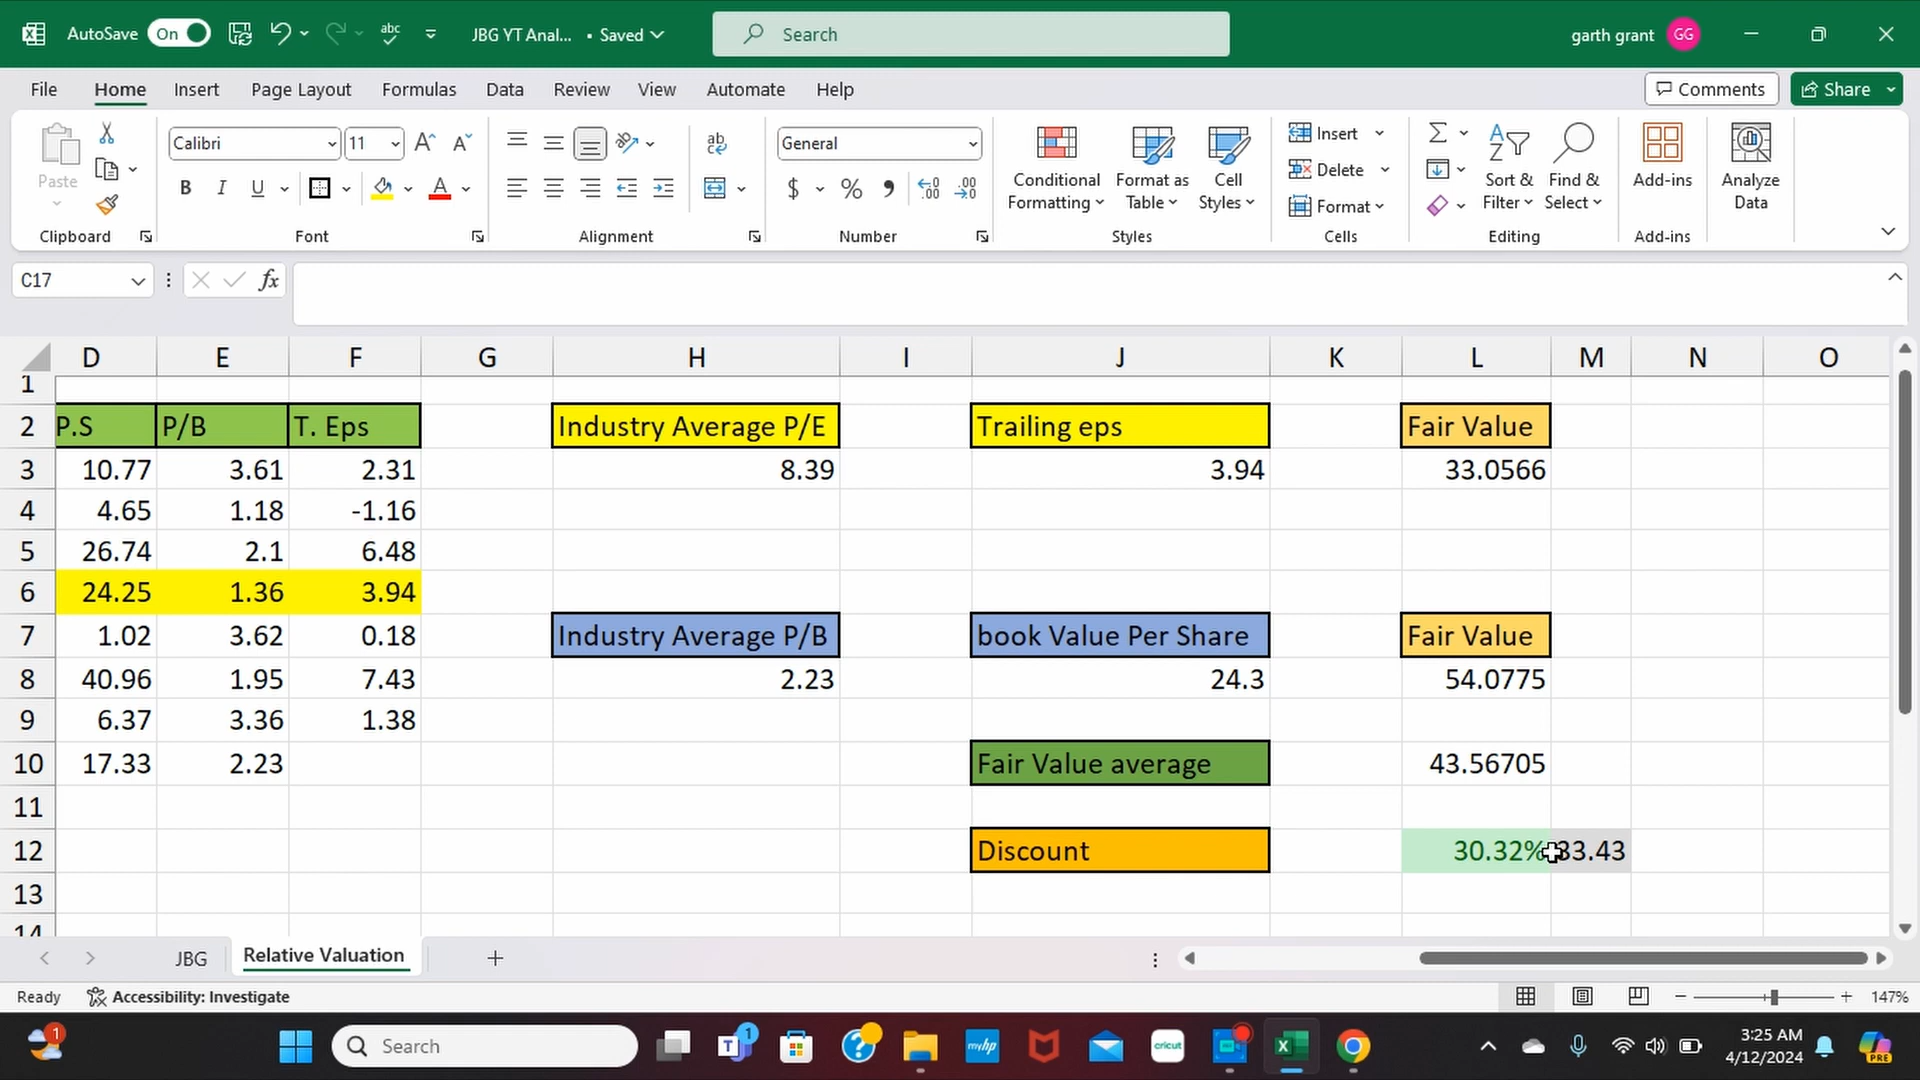 AutoSave On JBG YT Anal... • Saved Search garth grant GG
File Home Insert Page Layout Formulas Data Review View Automate Help Comments Share
Paste Calibri 11 General Conditional Formatting Format as Table Cell Styles Insert Delete Format Sort & Filter Find & Select Add-ins Analyze Data
Clipboard Font Alignment Number Styles Cells Editing Add-ins
C17 fx
D E F G H I J K L M N O
1
2 P.S P/B T. Eps Industry Average P/E Trailing eps Fair Value
3 10.77 3.61 2.31 8.39 3.94 33.0566
4 4.65 1.18 -1.16
5 26.74 2.1 6.48
6 24.25 1.36 3.94
7 1.02 3.62 0.18 Industry Average P/B book Value Per Share Fair Value
8 40.96 1.95 7.43 2.23 24.3 54.0775
9 6.37 3.36 1.38
10 17.33 2.23 Fair Value average 43.56705
11
12 Discount 30.32% 33.43
13
14
JBG Relative Valuation
Ready Accessibility: Investigate 147%
1 Search 1 myhp cricut 3:25 AM
4/12/2024 PRE